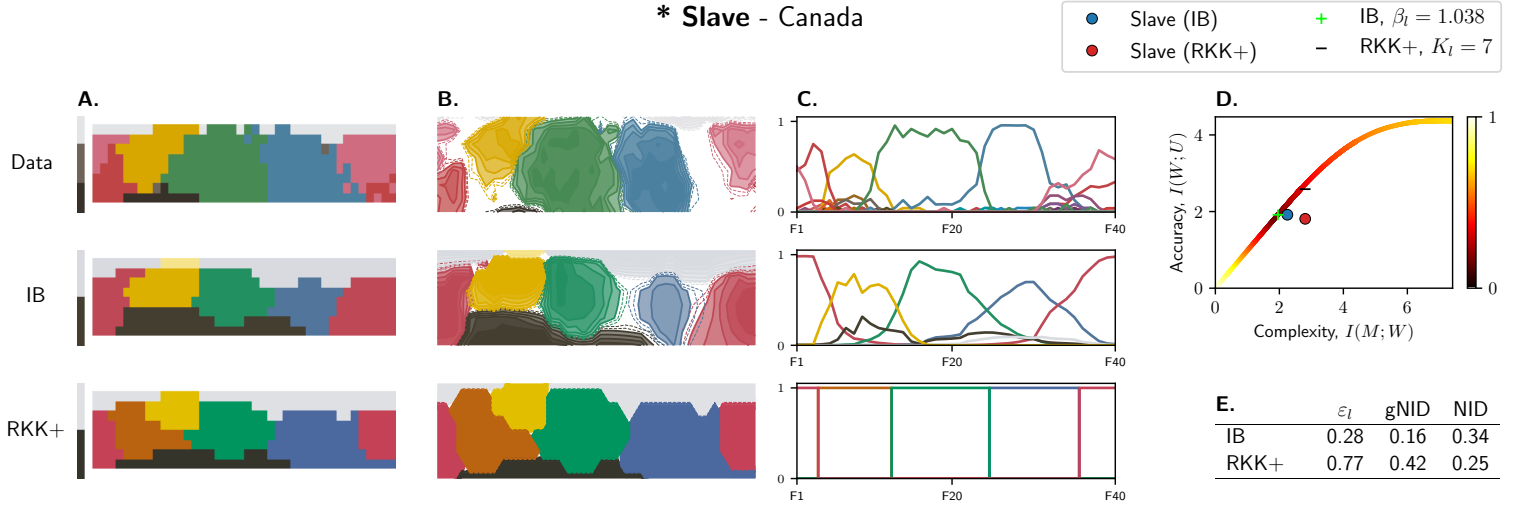 * Slave - Canada
Slave (IB)
Slave (RKK+)
IB, β_l = 1.038
RKK+, K_l = 7
A.
B.
C.
D.
Data
IB
RKK+
1
0
F1
F20
F40
1
0
F1
F20
F40
1
0
F1
F20
F40
Accuracy, I(W;U)
4
2
0
0
2
4
6
Complexity, I(M;W)
1
0
E.
ε_l gNID NID
IB 0.28 0.16 0.34
RKK+ 0.77 0.42 0.25